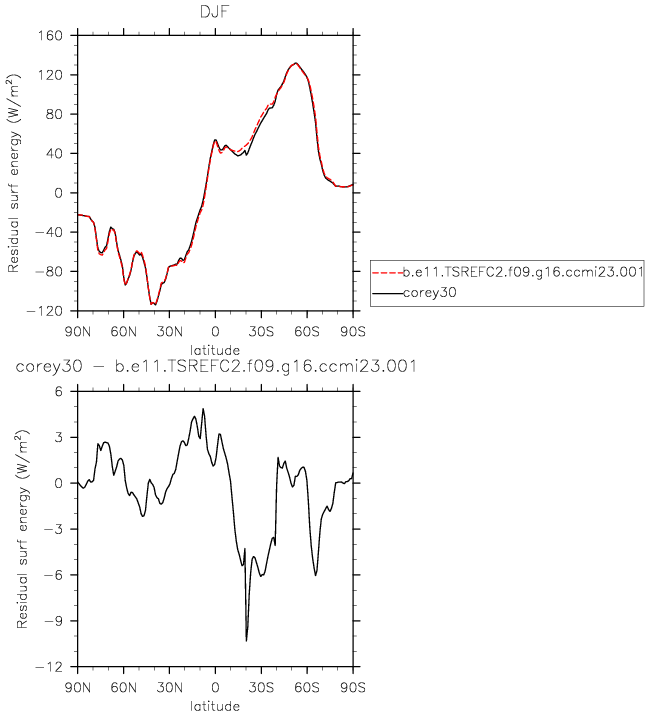 DJF
160
120
80
40
0
−40
−80
−120
Residual surf energy (W/m²)
90N 60N 30N 0 30S 60S 90S
latitude
b.e11.TSREFC2.f09.g16.ccmi23.001
corey30
corey30 − b.e11.TSREFC2.f09.g16.ccmi23.001
6
3
0
−3
−6
−9
−12
Residual surf energy (W/m²)
90N 60N 30N 0 30S 60S 90S
latitude